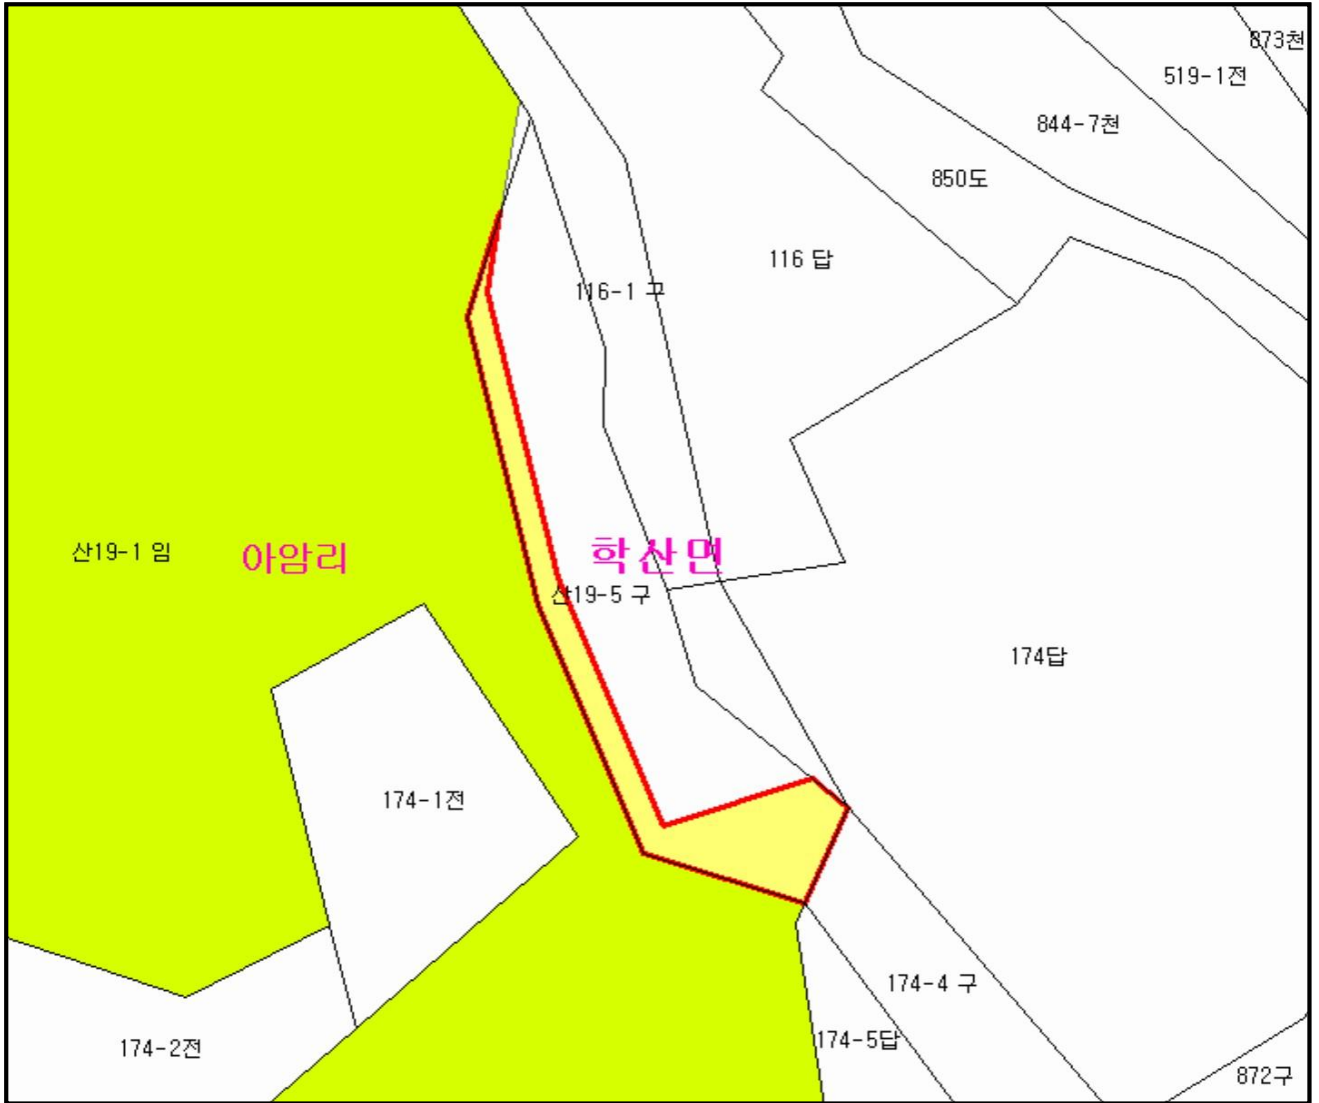 873천
519-1전
844-7천
850도
116 답
116-1 구
산19-1 임
아암리
학산면
산19-5 구
174답
174-1전
174-4 구
174-5답
174-2전
872구